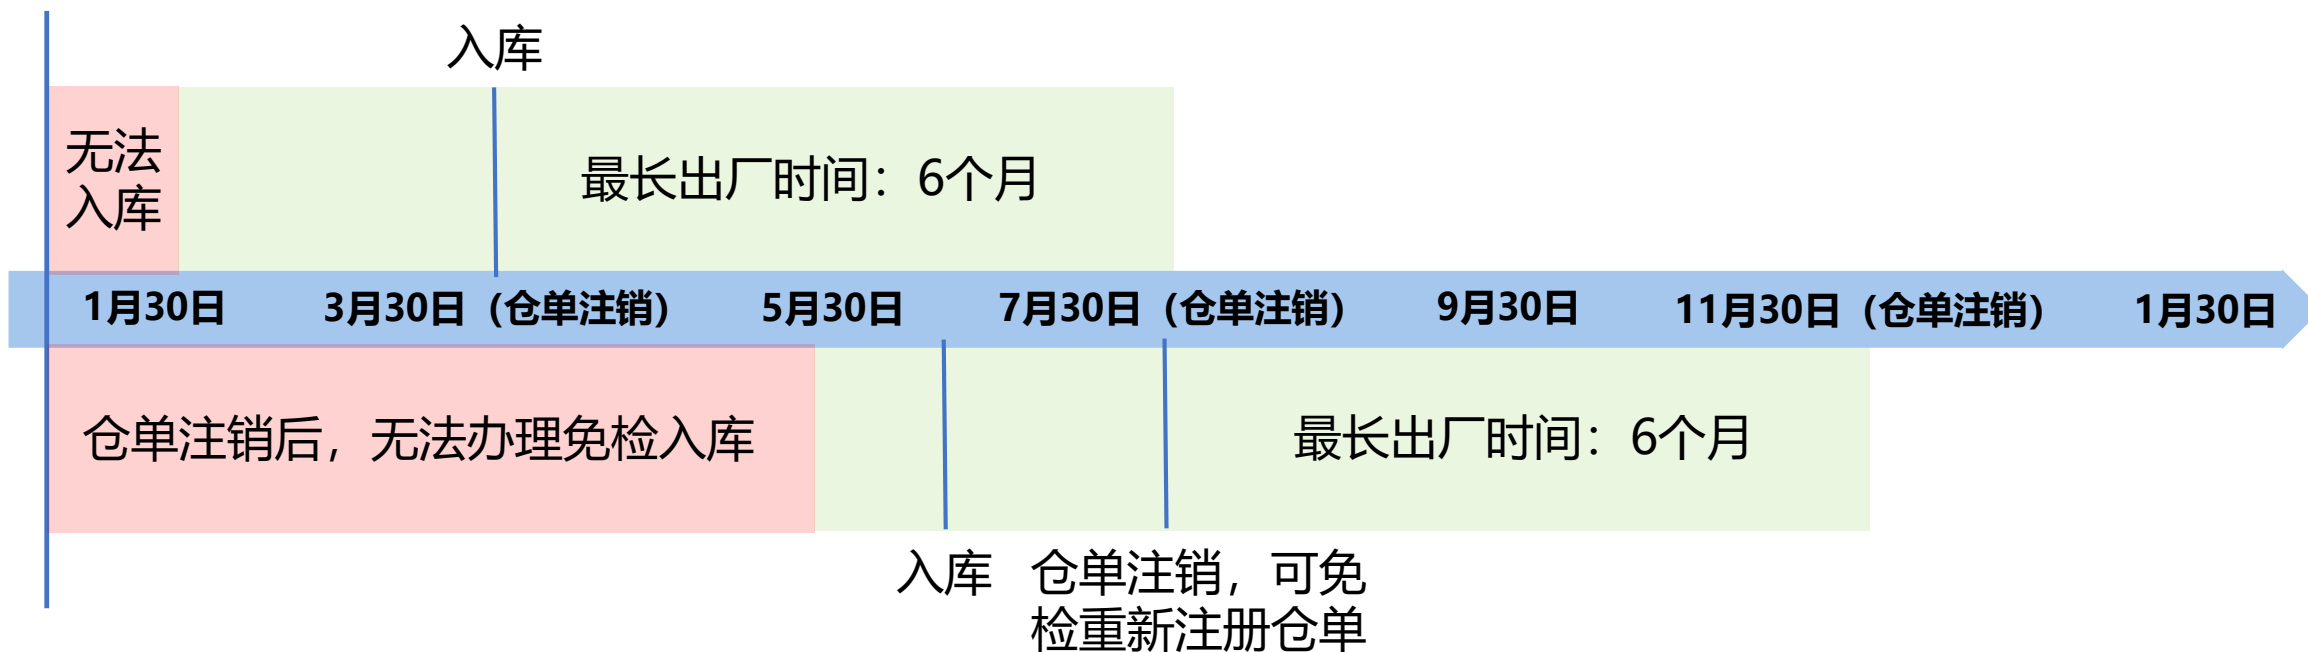 入库
无法
入库
最长出厂时间：6个月
1月30日
3月30日（仓单注销）
5月30日
7月30日（仓单注销）
9月30日
11月30日（仓单注销）
1月30日
仓单注销后，无法办理免检入库
最长出厂时间：6个月
入库
仓单注销，可免
检重新注册仓单